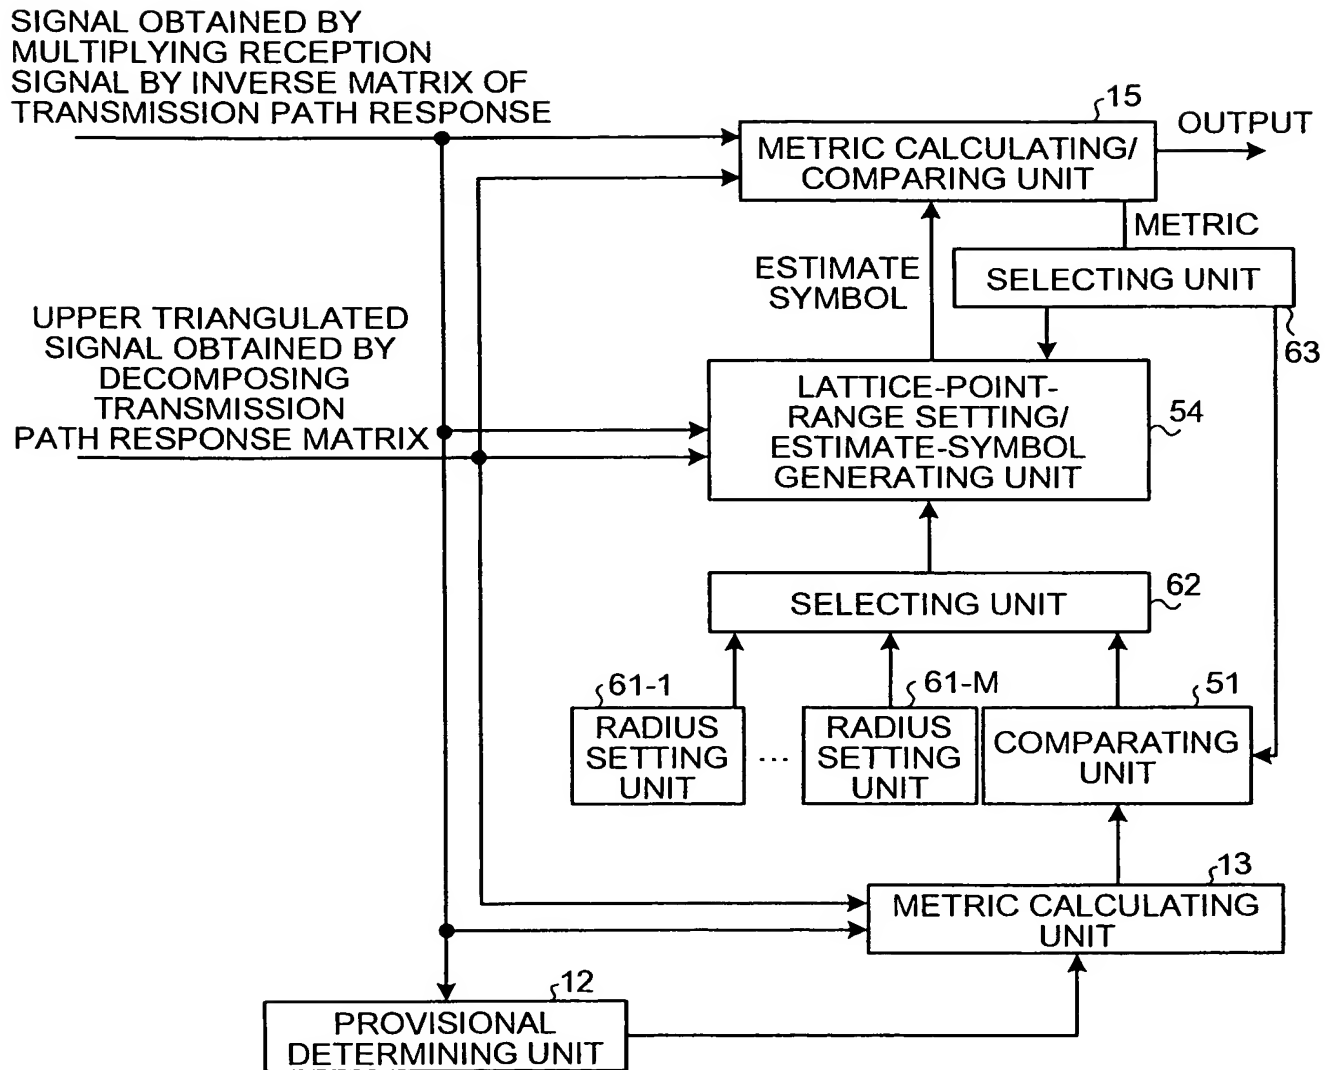 SIGNAL OBTAINED BY
MULTIPLYING RECEPTION
SIGNAL BY INVERSE MATRIX OF
TRANSMISSION PATH RESPONSE
15
OUTPUT
METRIC CALCULATING/
COMPARING UNIT
METRIC
ESTIMATE
SYMBOL
SELECTING UNIT
63
UPPER TRIANGULATED
SIGNAL OBTAINED BY
DECOMPOSING
TRANSMISSION
PATH RESPONSE MATRIX
LATTICE-POINT-
RANGE SETTING/
ESTIMATE-SYMBOL
GENERATING UNIT
54
SELECTING UNIT
62
61-1
61-M
51
RADIUS
SETTING
UNIT
...
RADIUS
SETTING
UNIT
COMPARATING
UNIT
13
METRIC CALCULATING
UNIT
12
PROVISIONAL
DETERMINING UNIT